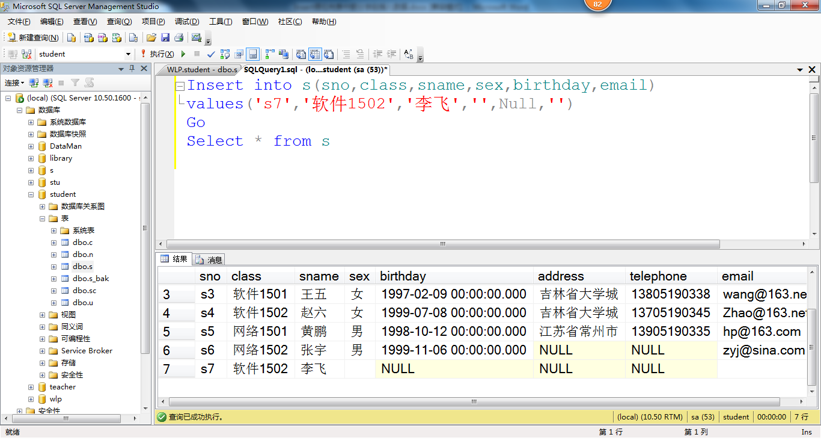 Microsoft SQL Server Management Studio
82
文件(F) 编辑(E) 查看(V) 查询(Q) 项目(P) 调试(D) 工具(T) 窗口(W) 社区(C) 帮助(H)
新建查询(N)
student 执行(X)
对象资源管理器
连接
(local) (SQL Server 10.50.1600 -
数据库
系统数据库
数据库快照
DataMan
library
s
stu
student
数据库关系图
表
系统表
dbo.c
dbo.n
dbo.s
dbo.s_bak
dbo.sc
dbo.u
视图
同义词
可编程性
Service Broker
存储
安全性
teacher
wlp
安全性
WLP.student - dbo.s SQLQuery1.sql - (lo....student (sa (53))*
Insert into s(sno,class,sname,sex,birthday,email)
values('s7','软件1502','李飞','',Null,'')
Go
Select * from s
结果 消息
sno class sname sex birthday address telephone email
3 s3 软件1501 王五 女 1997-02-09 00:00:00.000 吉林省大学城 13805190338 wang@163.ne
4 s4 软件1502 赵六 女 1999-07-08 00:00:00.000 吉林省大学城 13705190345 Zhao@163.net
5 s5 网络1501 黄鹏 男 1998-10-12 00:00:00.000 江苏省常州市 13905190335 hp@163.com
6 s6 网络1502 张宇 男 1999-11-06 00:00:00.000 NULL NULL zyj@sina.com
7 s7 软件1502 李飞 NULL NULL NULL
查询已成功执行。 (local) (10.50 RTM) sa (53) student 00:00:00 7 行
就绪 第 1 行 第 1 列 Ins